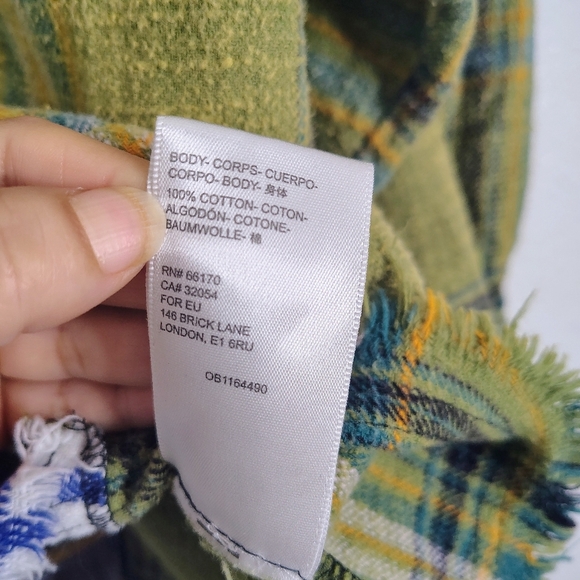 BODY- CORPS- CUERPO-
CORPO- BODY- 身体
100% COTTON- COTON-
ALGODÓN- COTONE-
BAUMWOLLE- 棉
RN# 66170
CA# 32054
FOR EU
146 BRICK LANE
LONDON, E1 6RU
OB1164490